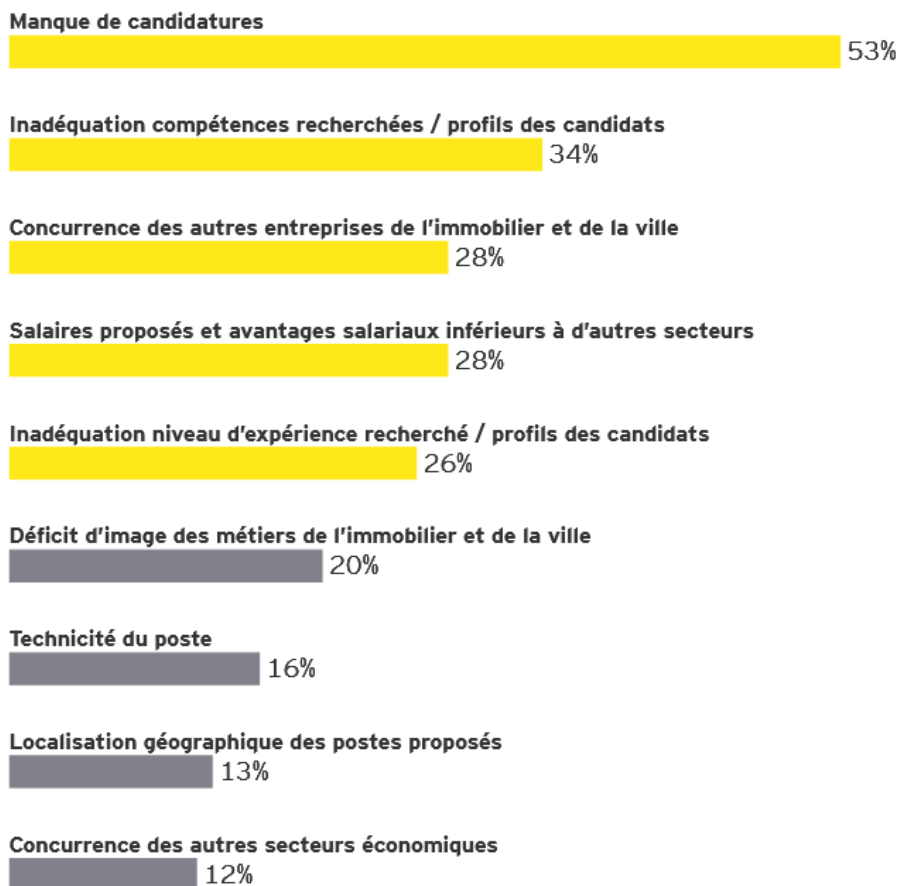 Manque de candidatures
53%
Inadéquation compétences recherchées / profils des candidats
34%
Concurrence des autres entreprises de l'immobilier et de la ville
28%
Salaires proposés et avantages salariaux inférieurs à d'autres secteurs
28%
Inadéquation niveau d'expérience recherché / profils des candidats
26%
Déficit d'image des métiers de l'immobilier et de la ville
20%
Technicité du poste
16%
Localisation géographique des postes proposés
13%
Concurrence des autres secteurs économiques
12%